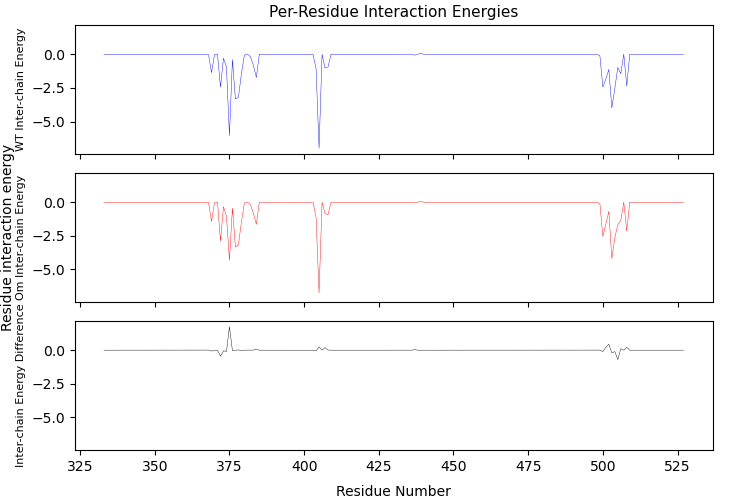 Per-Residue Interaction Energies
WT Inter-chain Energy
0.0
−2.5
−5.0
Residue interaction energy
Om Inter-chain Energy
0.0
−2.5
−5.0
Inter-chain Energy Difference
0.0
−2.5
−5.0
325 350 375 400 425 450 475 500 525
Residue Number